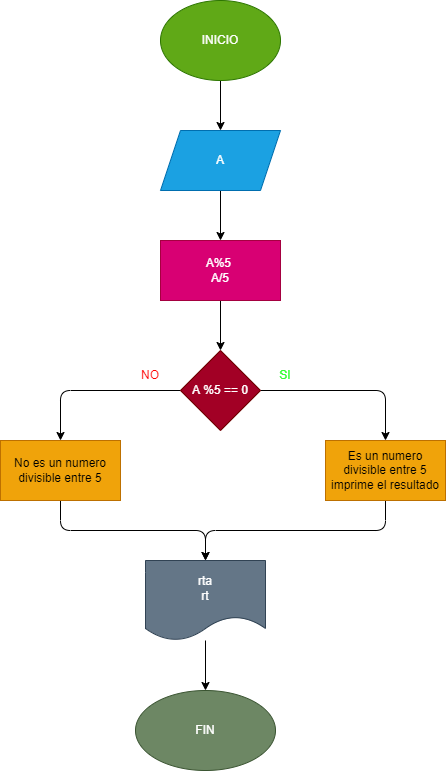 INICIO
A
A%5
A/5
NO
SI
A %5 == 0
No es un numero
divisible entre 5
Es un numero
divisible entre 5
imprime el resultado
rta
rt
FIN